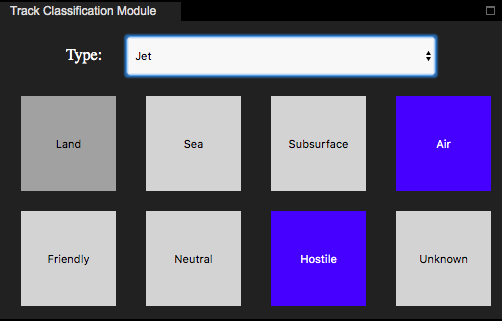 Track Classification Module
Type: Jet
Land Sea Subsurface Air
Friendly Neutral Hostile Unknown